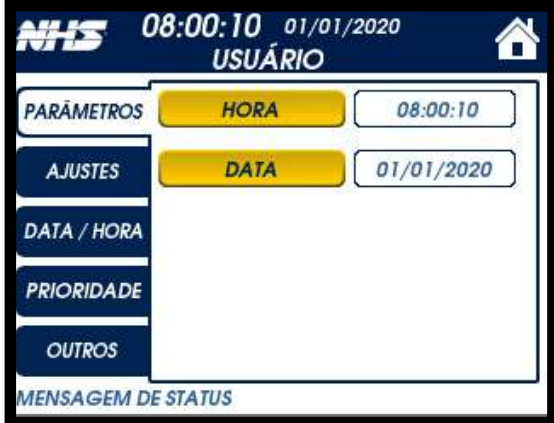 NHS 08:00:10 01/01/2020
USUÁRIO
PARÂMETROS HORA 08:00:10
AJUSTES DATA 01/01/2020
DATA / HORA
PRIORIDADE
OUTROS
MENSAGEM DE STATUS